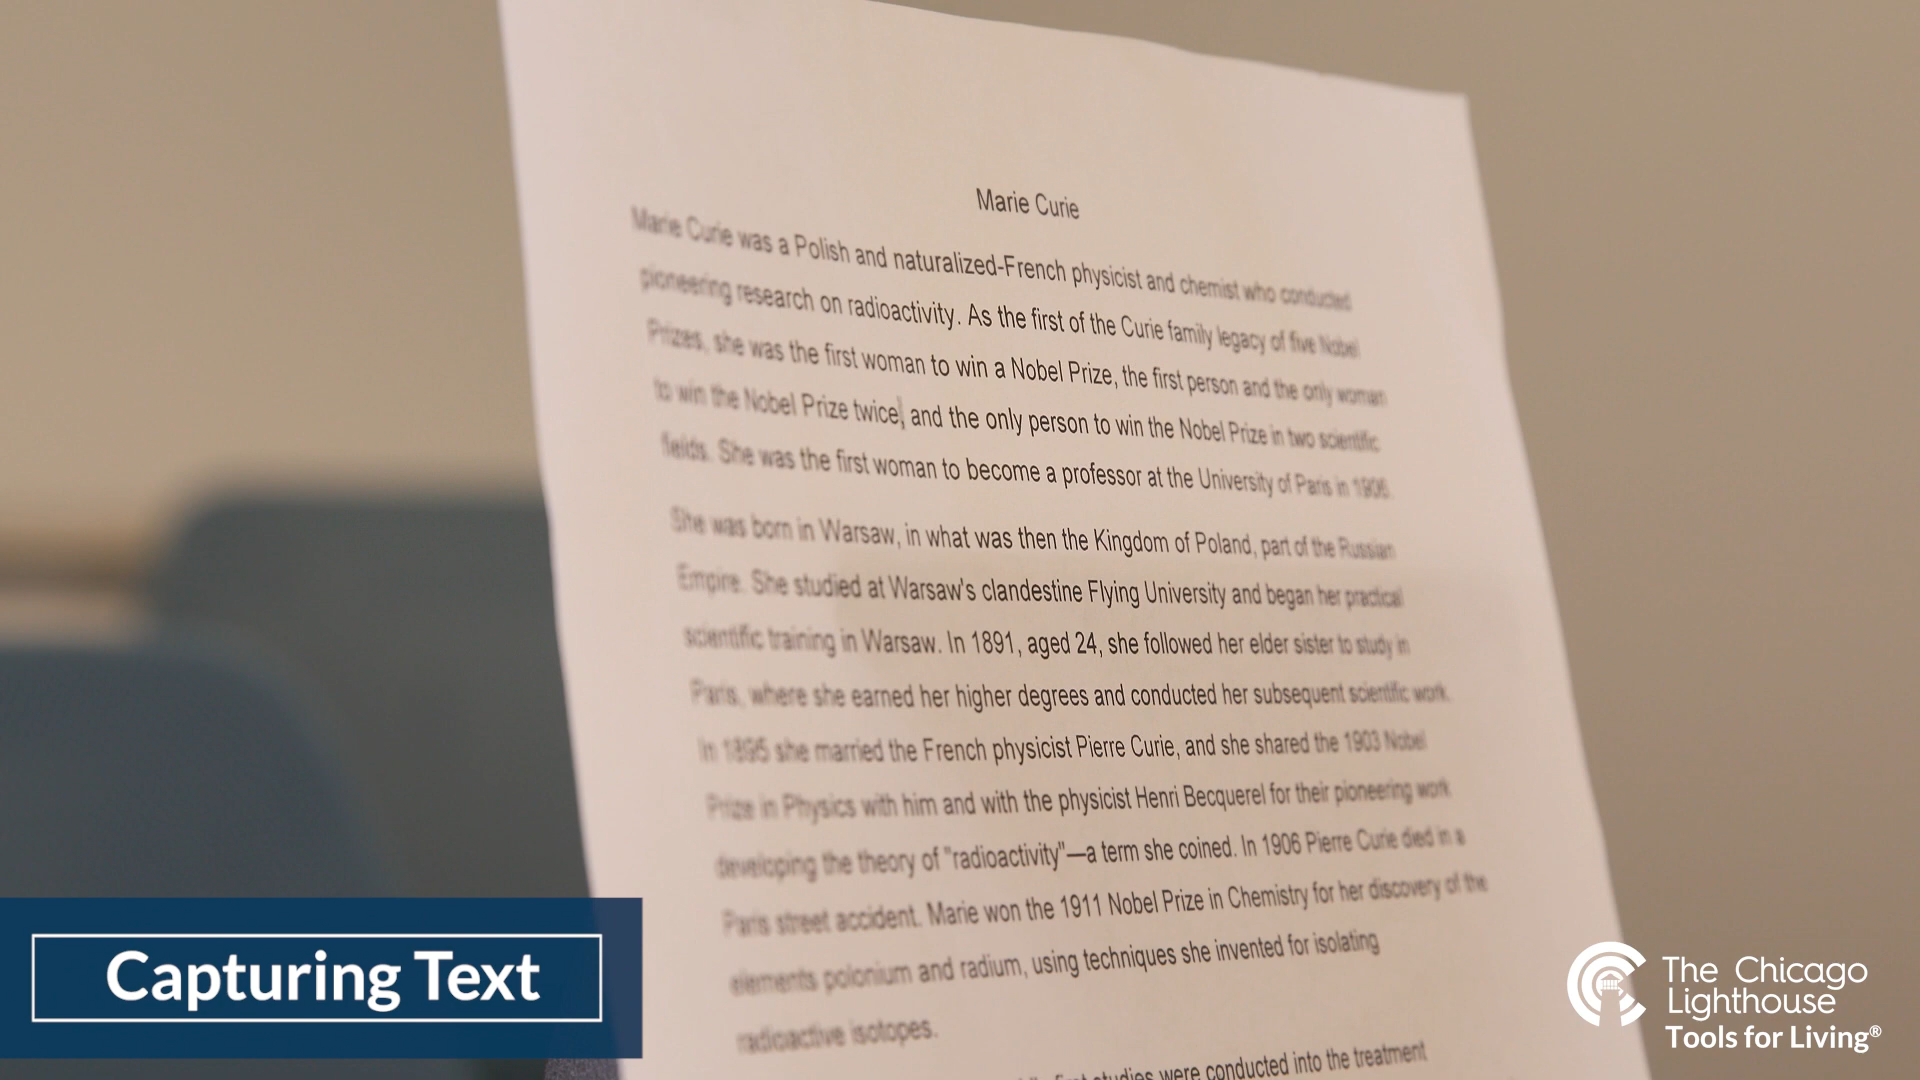 Marie Curie
Marie Curie was a Polish and naturalized-French physicist and chemist who conducted
pioneering research on radioactivity. As the first of the Curie family legacy of five Nobel
Prizes, she was the first woman to win a Nobel Prize, the first person and the only woman
to win the Nobel Prize twice, and the only person to win the Nobel Prize in two scientific
fields. She was the first woman to become a professor at the University of Paris in 1906.
She was born in Warsaw, in what was then the Kingdom of Poland, part of the Russian
Empire. She studied at Warsaw's clandestine Flying University and began her practical
scientific training in Warsaw. In 1891, aged 24, she followed her elder sister to study in
Paris, where she earned her higher degrees and conducted her subsequent scientific work.
In 1895 she married the French physicist Pierre Curie, and she shared the 1903 Nobel
Prize in Physics with him and with the physicist Henri Becquerel for their pioneering work
developing the theory of "radioactivity"—a term she coined. In 1906 Pierre Curie died in a
Paris street accident. Marie won the 1911 Nobel Prize in Chemistry for her discovery of the
elements polonium and radium, using techniques she invented for isolating
radioactive isotopes.
first studies were conducted into the treatment
Capturing Text
The Chicago
Lighthouse
Tools for Living®